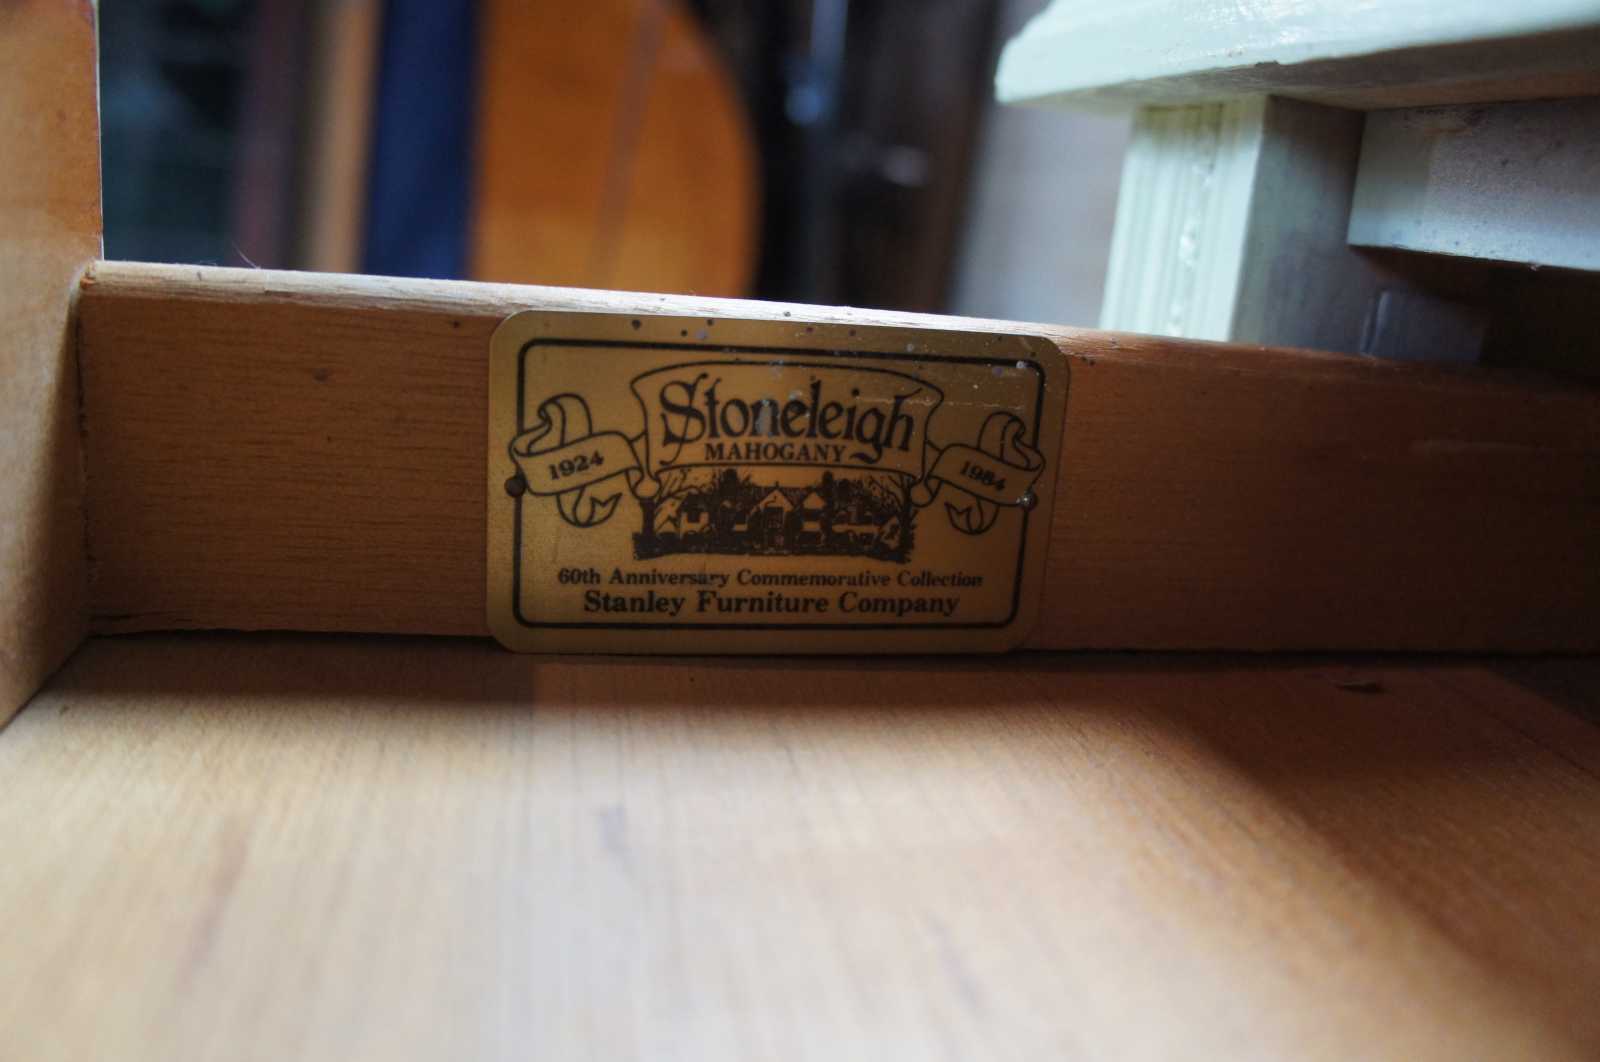 Stoneleigh
MAHOGANY
1924
1984
60th Anniversary Commemorative Collection
Stanley Furniture Company